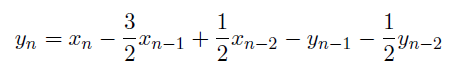 $y_n = x_n - \frac{3}{2}x_{n-1} + \frac{1}{2}x_{n-2} - y_{n-1} - \frac{1}{2}y_{n-2}$